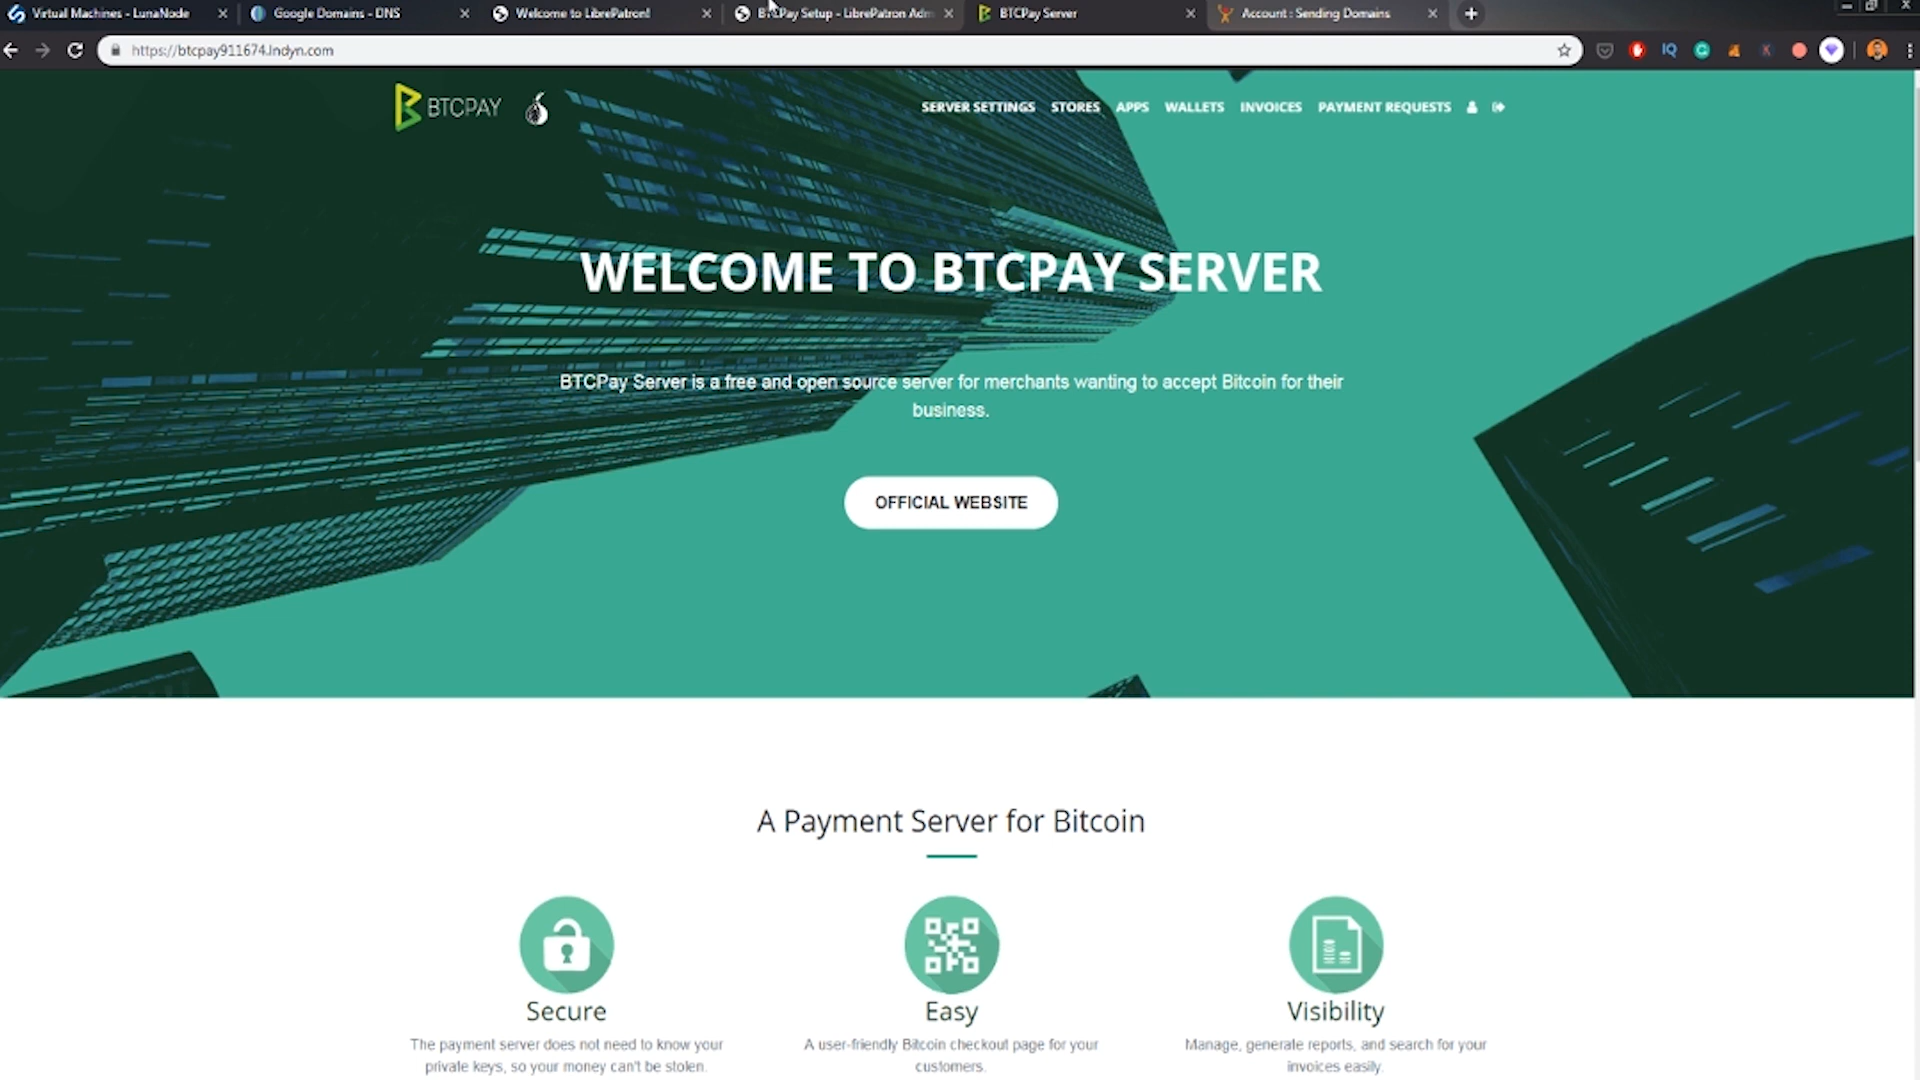 Virtual Machines - LunaNode
Google Domains - DNS
Welcome to LibrePatron!
BTCPay Setup - LibrePatron Adm
BTCPay Server
Account : Sending Domains
https://btcpay911674.lndyn.com
IQ
BTCPAY
SERVER SETTINGS STORES APPS WALLETS INVOICES PAYMENT REQUESTS
WELCOME TO BTCPAY SERVER
BTCPay Server is a free and open source server for merchants wanting to accept Bitcoin for their
business.
OFFICIAL WEBSITE
A Payment Server for Bitcoin
Secure
The payment server does not need to know your
private keys, so your money can't be stolen.
Easy
A user-friendly Bitcoin checkout page for your
customers.
Visibility
Manage, generate reports, and search for your
invoices easily.